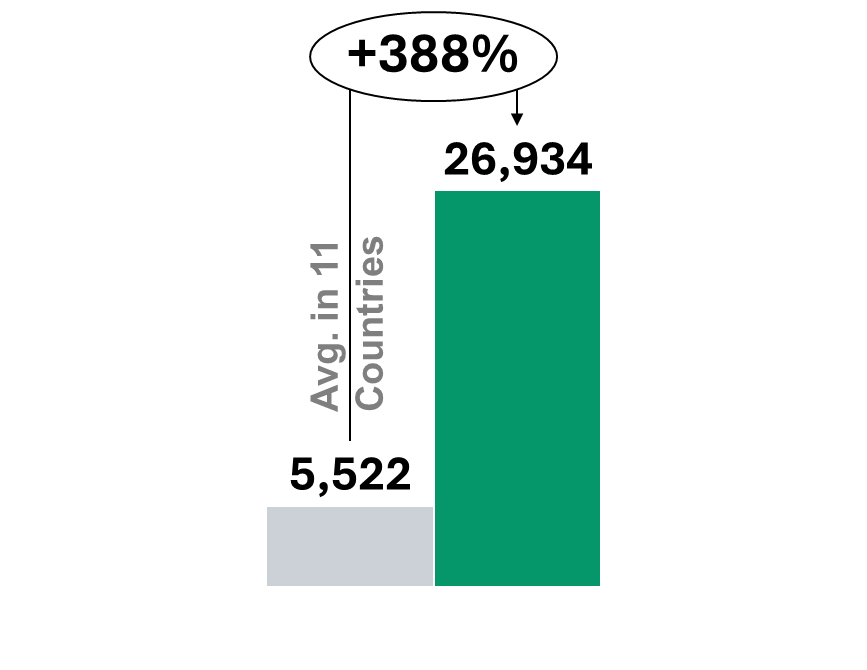 +388%
26,934
Avg. in 11
Countries
5,522